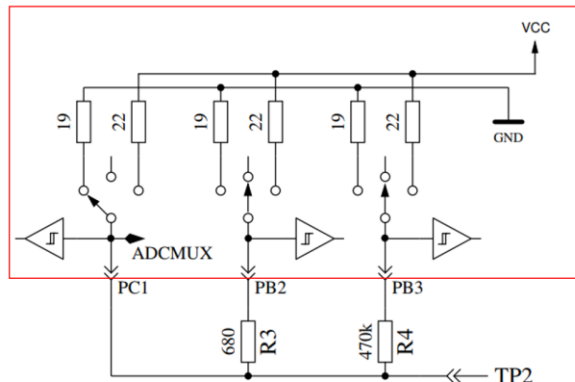 VCC
19
22
19
22
19
22
GND
ADCMUX
PC1
PB2
PB3
680
R3
470k
R4
TP2